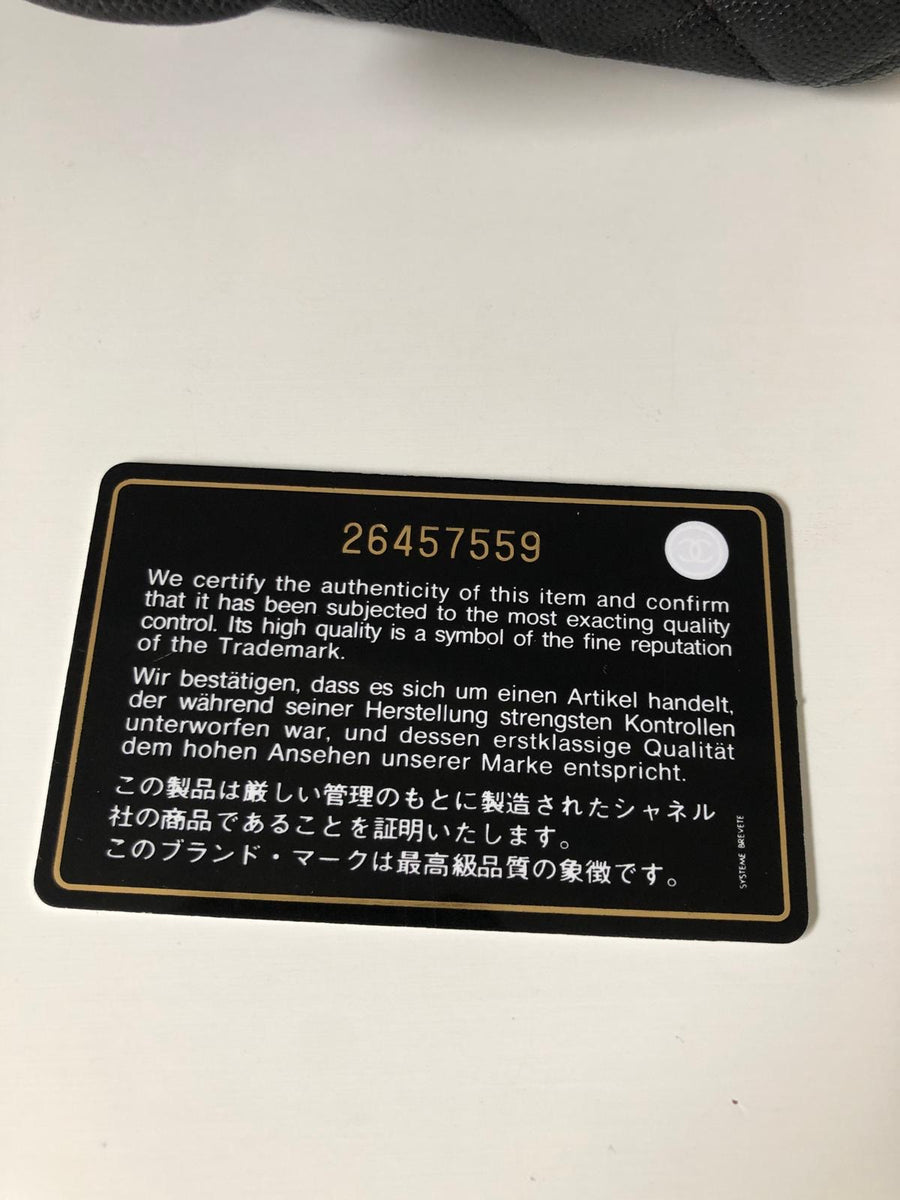 26457559
We certify the authenticity of this item and confirm
that it has been subjected to the most exacting quality
control. Its high quality is a symbol of the fine reputation
of the Trademark.
Wir bestätigen, dass es sich um einen Artikel handelt,
der während seiner Herstellung strengsten Kontrollen
unterworfen war, und dessen erstklassige Qualität
dem hohen Ansehen unserer Marke entspricht.
この製品は厳しい管理のもとに製造されたシャネル
社の商品であることを証明いたします。
このブランド・マークは最高級品質の象徴です。
SYSTEME BREVETE